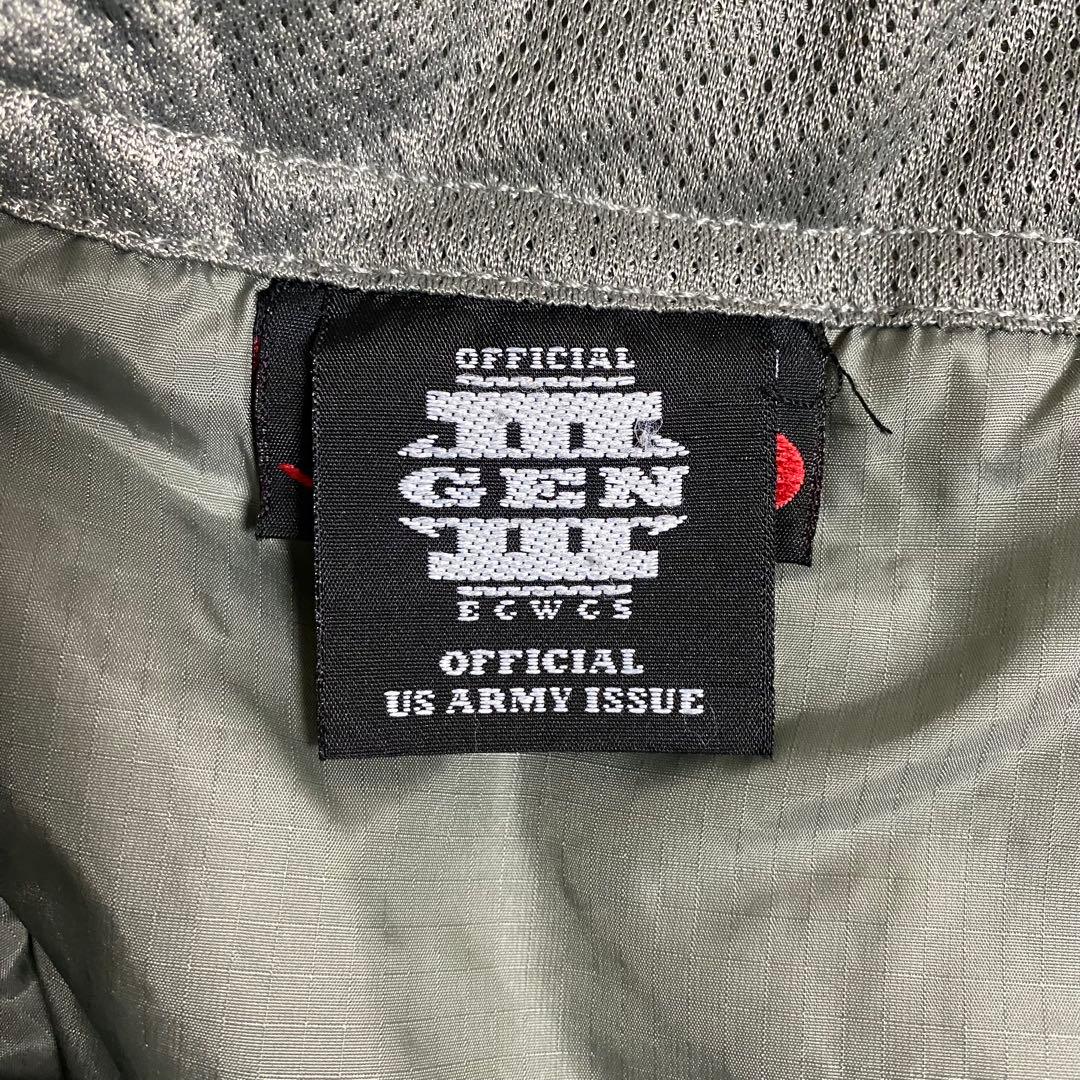 OFFICIAL
III
GEN
III
ECWCS
OFFICIAL
US ARMY ISSUE